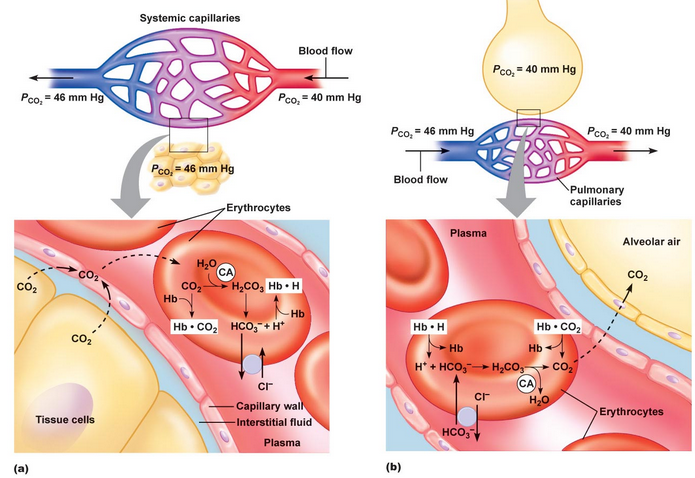 Systemic capillaries
Blood flow
PCO₂ = 46 mm Hg
PCO₂ = 40 mm Hg
PCO₂ = 46 mm Hg
Erythrocytes
H₂O
CA
CO₂
H₂CO₃
Hb • H
Hb
Hb
Hb • CO₂
HCO₃⁻ + H⁺
Cl⁻
CO₂
CO₂
CO₂
Tissue cells
Capillary wall
Interstitial fluid
Plasma
(a)
PCO₂ = 40 mm Hg
PCO₂ = 46 mm Hg
PCO₂ = 40 mm Hg
Blood flow
Pulmonary
capillaries
Plasma
Alveolar air
CO₂
Hb • H
Hb • CO₂
Hb
Hb
H⁺ + HCO₃⁻
H₂CO₃
CO₂
CA
H₂O
Cl⁻
HCO₃⁻
Erythrocytes
(b)